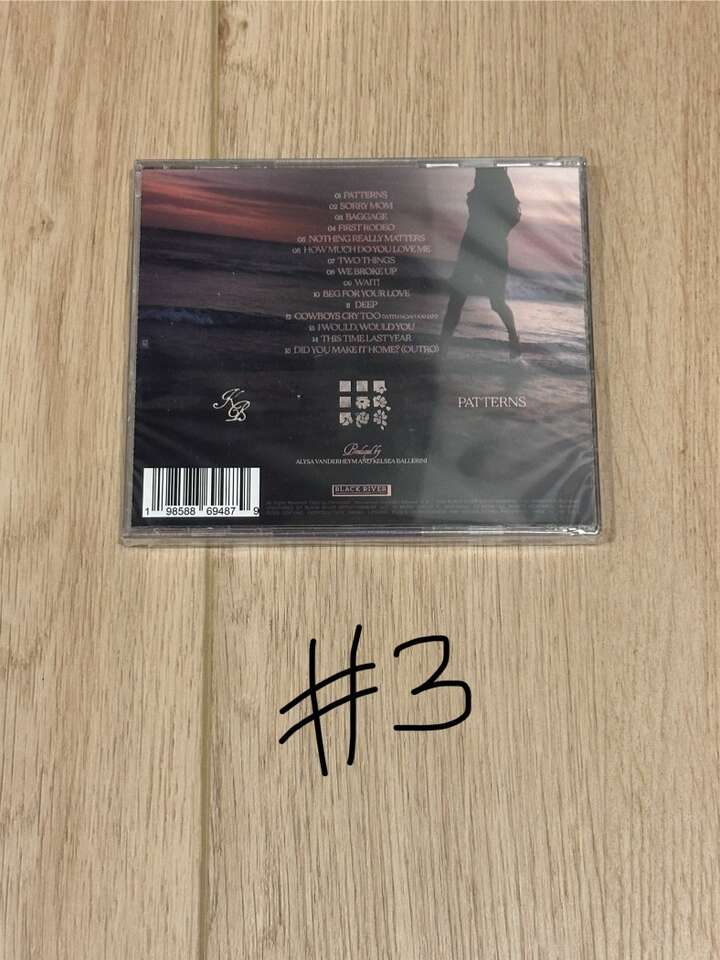 01 PATTERNS
02 SORRY MOM
03 BAGGAGE
04 FIRST RODEO
05 NOTHING REALLY MATTERS
06 HOW MUCH DO YOU LOVE ME
07 TWO THINGS
08 WE BROKE UP
09 WAIT!
10 BEG FOR YOUR LOVE
11 DEEP
12 COWBOYS CRY TOO (WITH NOAH KAHAN)
13 I WOULD, WOULD YOU
14 THIS TIME LAST YEAR
15 DID YOU MAKE IT HOME? (OUTRO)
KB
PATTERNS
Produced by
ALYSA VANDERHEYM AND KELSEA BALLERINI
BLACK RIVER
1 98588 69487 9
#3